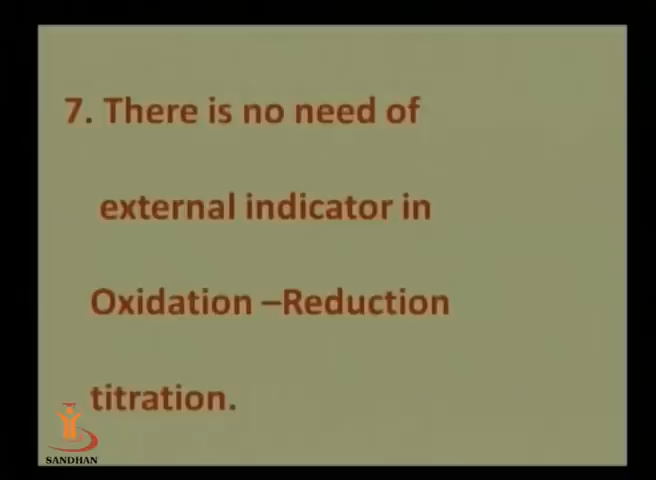 7. There is no need of
external indicator in
Oxidation –Reduction
titration.
SANDHAN